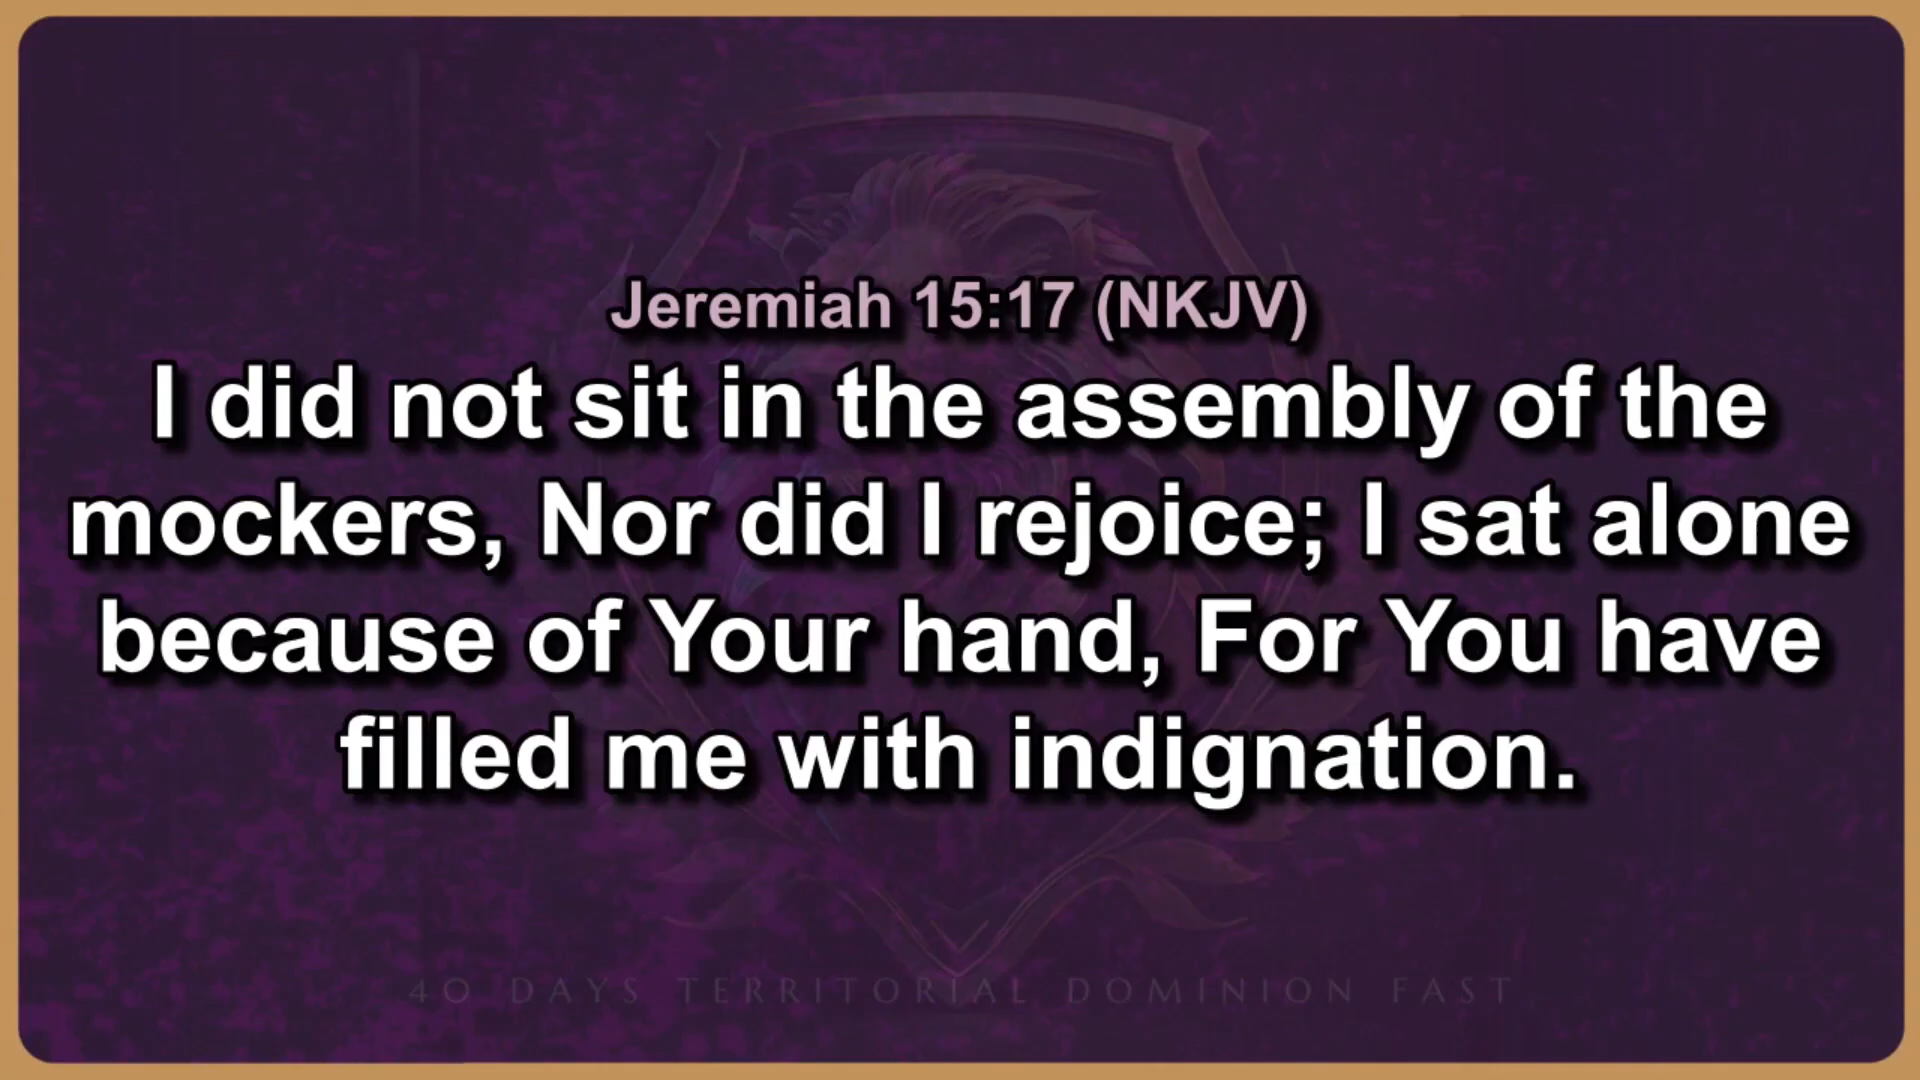 Jeremiah 15:17 (NKJV)
I did not sit in the assembly of the
mockers, Nor did I rejoice; I sat alone
because of Your hand, For You have
filled me with indignation.
40 DAYS TERRITORIAL DOMINION FAST